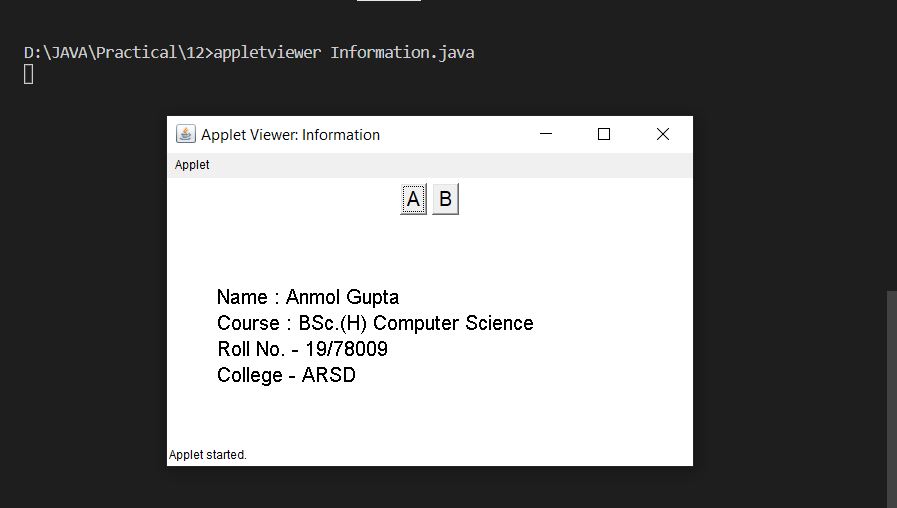 D:\JAVA\Practical\12>appletviewer Information.java
Applet Viewer: Information
Applet
A B
Name : Anmol Gupta
Course : BSc.(H) Computer Science
Roll No. - 19/78009
College - ARSD
Applet started.